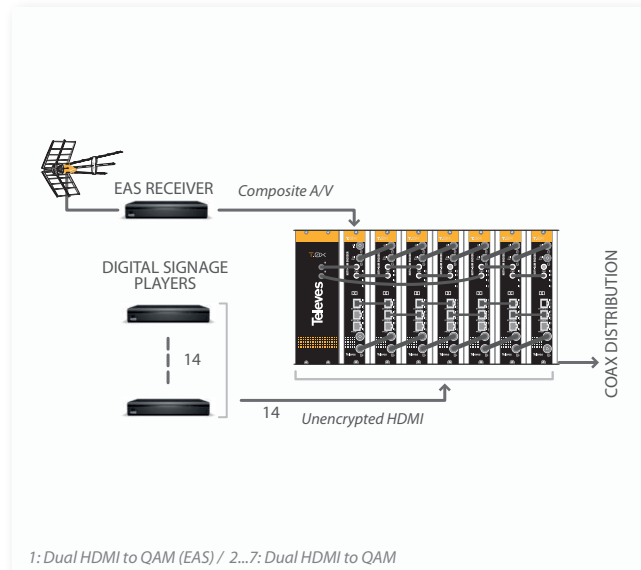 EAS RECEIVER
Composite A/V
DIGITAL SIGNAGE
PLAYERS
14
14
Unencrypted HDMI
T.0X
Televes
COAX DISTRIBUTION
1: Dual HDMI to QAM (EAS) / 2...7: Dual HDMI to QAM